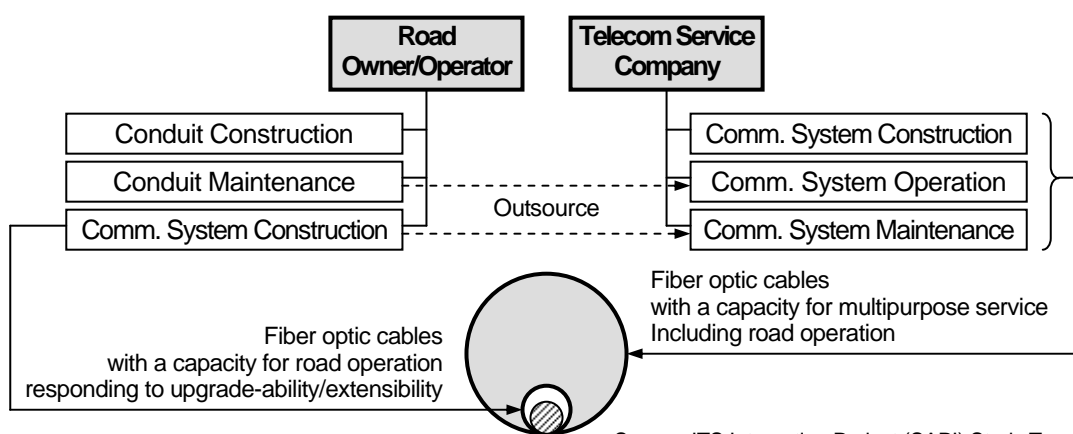 Road
Owner/Operator
Telecom Service
Company
Conduit Construction
Conduit Maintenance
Comm. System Construction
Comm. System Construction
Comm. System Operation
Comm. System Maintenance
Outsource
Fiber optic cables
with a capacity for multipurpose service
Including road operation
Fiber optic cables
with a capacity for road operation
responding to upgrade-ability/extensibility